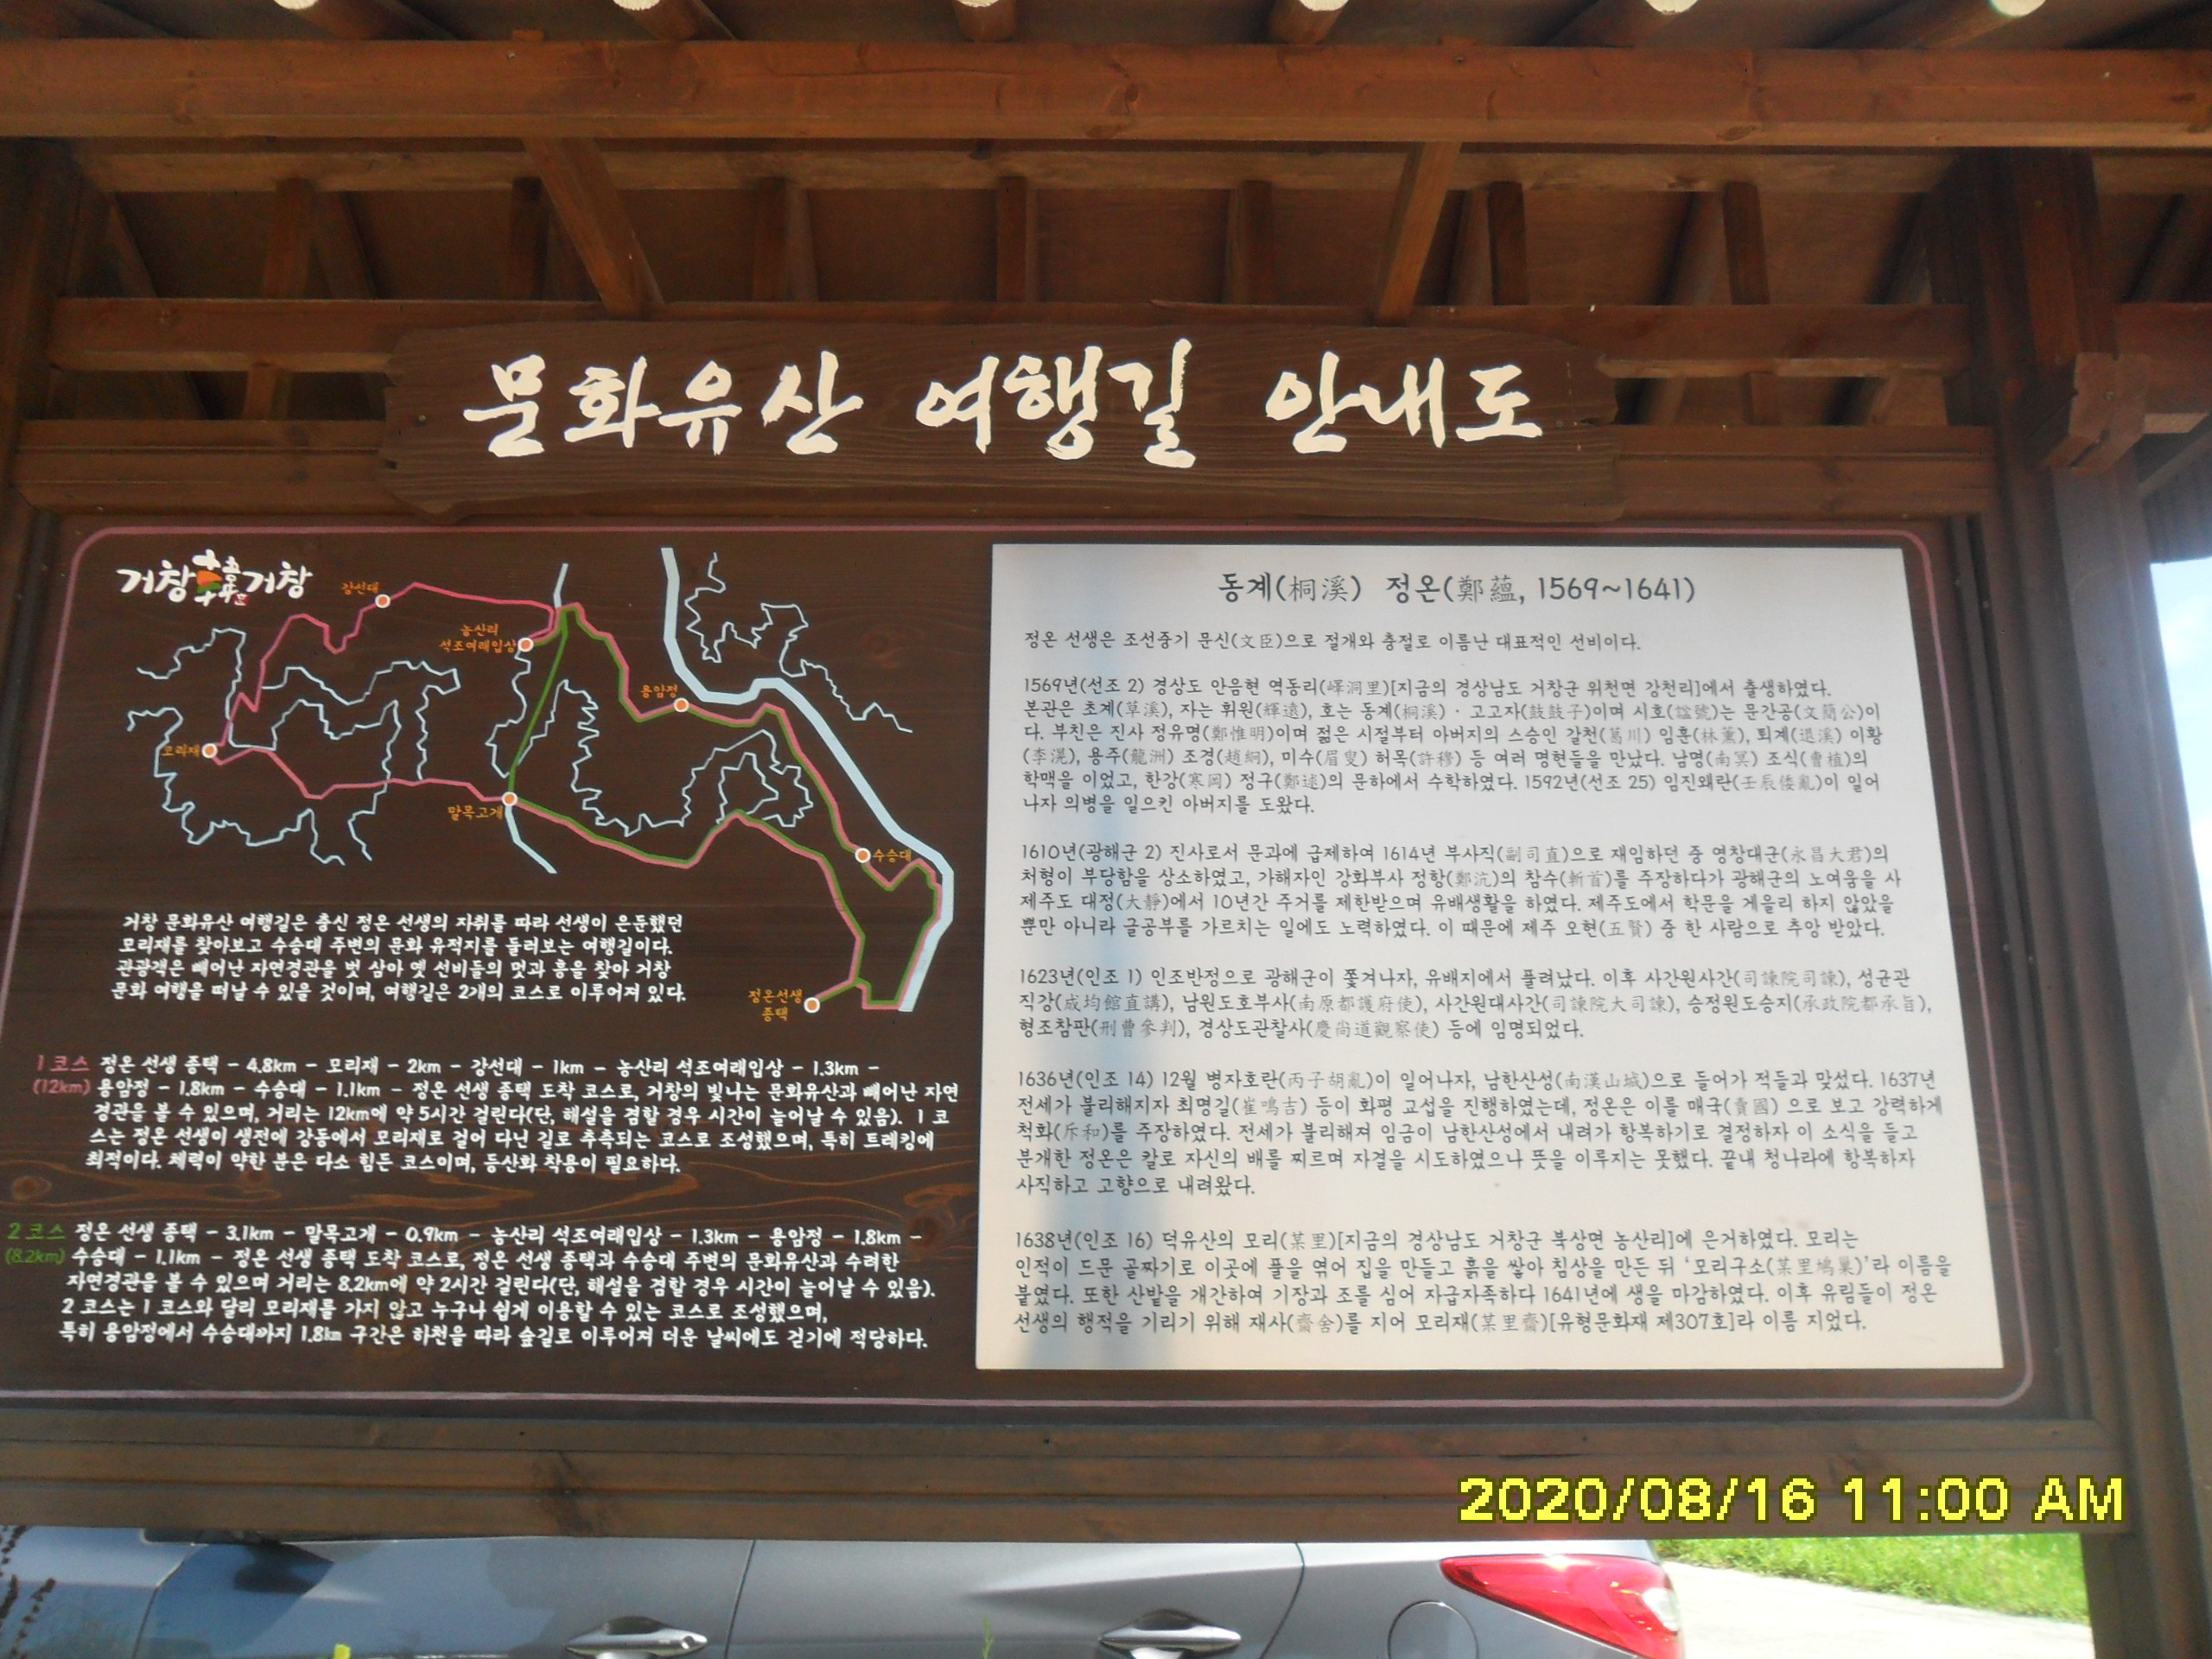 문화유산 여행길 안내도
거창 韓 거창
강선대
농산리
석조여래입상
용암정
모리재
말목고개
수승대
정온선생
종택
거창 문화유산 여행길은 충신 정온 선생의 자취를 따라 선생이 은둔했던
모리재를 찾아보고 수승대 주변의 문화 유적지를 둘러보는 여행길이다.
관광객은 빼어난 자연경관을 벗 삼아 옛 선비들의 멋과 흥을 찾아 거창
문화 여행을 떠날 수 있을 것이며, 여행길은 2개의 코스로 이루어져 있다.
1 코스 정온 선생 종택 - 4.8km - 모리재 - 2km - 강선대 - 1km - 농산리 석조여래입상 - 1.3km -
(12km) 용암정 - 1.8km - 수승대 - 1.1km - 정온 선생 종택 도착 코스로, 거창의 빛나는 문화유산과 빼어난 자연
경관을 볼 수 있으며, 거리는 12km에 약 5시간 걸린다(단, 해설을 겸할 경우 시간이 늘어날 수 있음). 1 코
스는 정온 선생이 생전에 강동에서 모리재로 걸어 다닌 길로 추측되는 코스로 조성했으며, 특히 트레킹에
최적이다. 체력이 약한 분은 다소 힘든 코스이며, 등산화 착용이 필요하다.
2 코스 정온 선생 종택 - 3.1km - 말목고개 - 0.9km - 농산리 석조여래입상 - 1.3km - 용암정 - 1.8km -
(8.2km) 수승대 - 1.1km - 정온 선생 종택 도착 코스로, 정온 선생 종택과 수승대 주변의 문화유산과 수려한
자연경관을 볼 수 있으며 거리는 8.2km에 약 2시간 걸린다(단, 해설을 겸할 경우 시간이 늘어날 수 있음).
2 코스는 1 코스와 달리 모리재를 가지 않고 누구나 쉽게 이용할 수 있는 코스로 조성했으며,
특히 용암정에서 수승대까지 1.8km 구간은 하천을 따라 숲길로 이루어져 더운 날씨에도 걷기에 적당하다.
동계(桐溪) 정온(鄭蘊, 1569~1641)
정온 선생은 조선중기 문신(文臣)으로 절개와 충절로 이름난 대표적인 선비이다.
1569년(선조 2) 경상도 안음현 역동리(嶧洞里)[지금의 경상남도 거창군 위천면 강천리]에서 출생하였다.
본관은 초계(草溪), 자는 휘원(輝遠), 호는 동계(桐溪)·고고자(鼓鼓子)이며 시호(諡號)는 문간공(文簡公)이
다. 부친은 진사 정유명(鄭惟明)이며 젊은 시절부터 아버지의 스승인 갈천(葛川) 임훈(林薰), 퇴계(退溪) 이황
(李滉), 용주(龍洲) 조경(趙絅), 미수(眉叟) 허목(許穆) 등 여러 명현들을 만났다. 남명(南冥) 조식(曺植)의
학맥을 이었고, 한강(寒岡) 정구(鄭逑)의 문하에서 수학하였다. 1592년(선조 25) 임진왜란(壬辰倭亂)이 일어
나자 의병을 일으킨 아버지를 도왔다.
1610년(광해군 2) 진사로서 문과에 급제하여 1614년 부사직(副司直)으로 재임하던 중 영창대군(永昌大君)의
처형이 부당함을 상소하였고, 가해자인 강화부사 정항(鄭沆)의 참수(斬首)를 주장하다가 광해군의 노여움을 사
제주도 대정(大靜)에서 10년간 주거를 제한받으며 유배생활을 하였다. 제주도에서 학문을 게을리 하지 않았을
뿐만 아니라 글공부를 가르치는 일에도 노력하였다. 이 때문에 제주 오현(五賢) 중 한 사람으로 추앙 받았다.
1623년(인조 1) 인조반정으로 광해군이 쫓겨나자, 유배지에서 풀려났다. 이후 사간원사간(司諫院司諫), 성균관
직강(成均館直講), 남원도호부사(南原都護府使), 사간원대사간(司諫院大司諫), 승정원도승지(承政院都承旨),
형조참판(刑曹參判), 경상도관찰사(慶尙道觀察使) 등에 임명되었다.
1636년(인조 14) 12월 병자호란(丙子胡亂)이 일어나자, 남한산성(南漢山城)으로 들어가 적들과 맞섰다. 1637년
전세가 불리해지자 최명길(崔鳴吉) 등이 화평 교섭을 진행하였는데, 정온은 이를 매국(賣國) 으로 보고 강력하게
척화(斥和)를 주장하였다. 전세가 불리해져 임금이 남한산성에서 내려가 항복하기로 결정하자 이 소식을 듣고
분개한 정온은 칼로 자신의 배를 찌르며 자결을 시도하였으나 뜻을 이루지는 못했다. 끝내 청나라에 항복하자
사직하고 고향으로 내려왔다.
1638년(인조 16) 덕유산의 모리(某里)[지금의 경상남도 거창군 북상면 농산리]에 은거하였다. 모리는
인적이 드문 골짜기로 이곳에 풀을 엮어 집을 만들고 흙을 쌓아 침상을 만든 뒤 '모리구소(某里鳩巢)'라 이름을
붙였다. 또한 산밭을 개간하여 기장과 조를 심어 자급자족하다 1641년에 생을 마감하였다. 이후 유림들이 정온
선생의 행적을 기리기 위해 재사(齋舍)를 지어 모리재(某里齋)[유형문화재 제307호]라 이름 지었다.
2020/08/16 11:00 AM